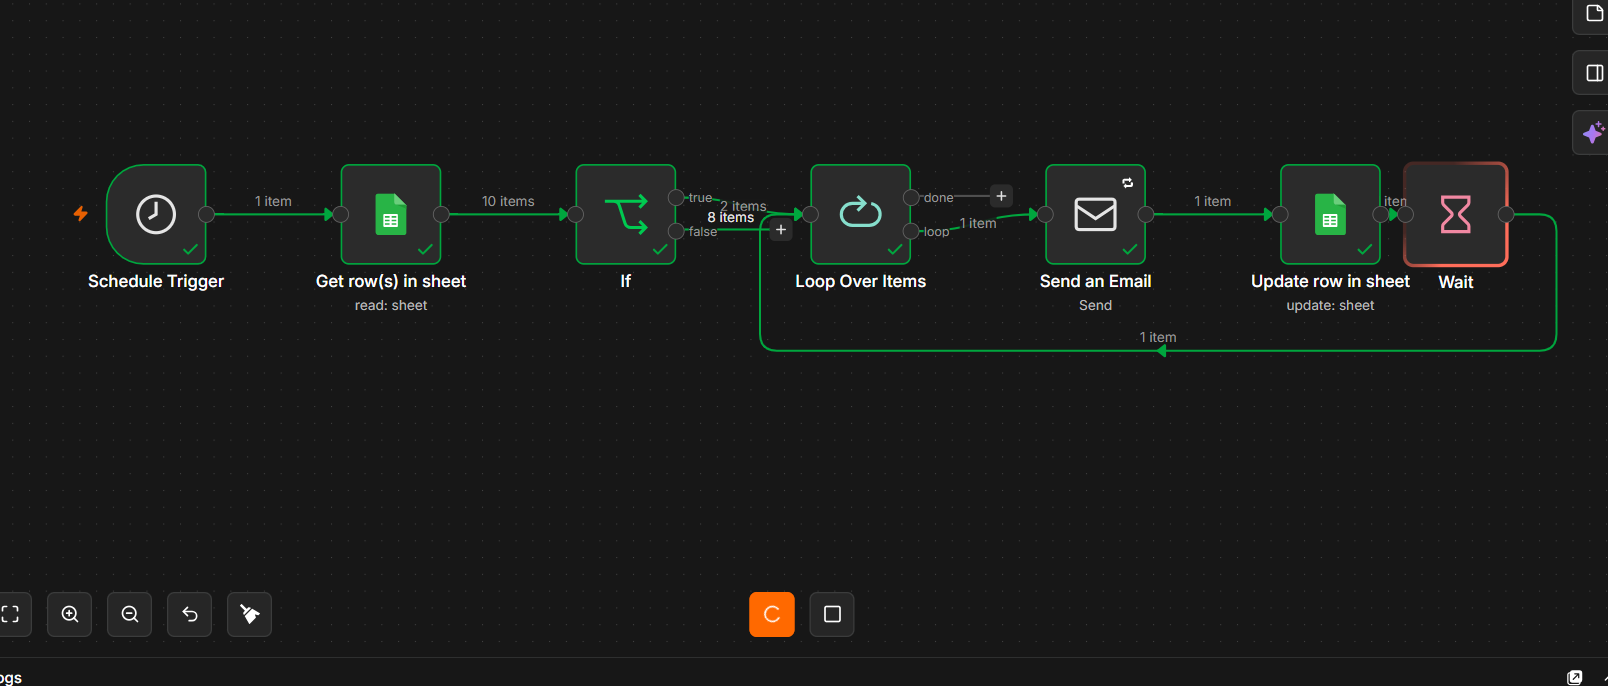 1 item
10 items
true
2 items
8 items
false
done
loop
1 item
1 item
iten
Schedule Trigger
Get row(s) in sheet
read: sheet
If
Loop Over Items
Send an Email
Send
Update row in sheet
update: sheet
Wait
1 item
ogs